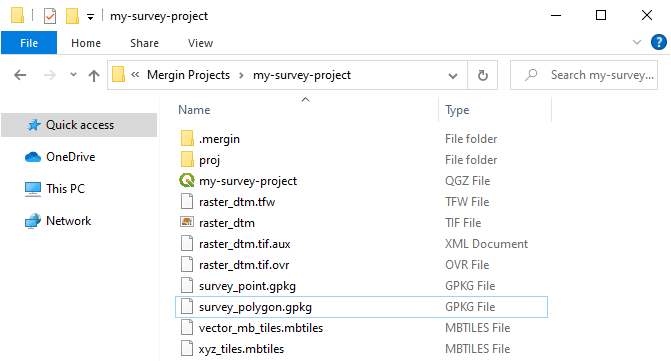 my-survey-project
File Home Share View
Mergin Projects my-survey-project Search my-survey...
Name Type
Quick access
OneDrive
This PC
Network
.mergin File folder
proj File folder
my-survey-project QGZ File
raster_dtm.tfw TFW File
raster_dtm TIF File
raster_dtm.tif.aux XML Document
raster_dtm.tif.ovr OVR File
survey_point.gpkg GPKG File
survey_polygon.gpkg GPKG File
vector_mb_tiles.mbtiles MBTILES File
xyz_tiles.mbtiles MBTILES File